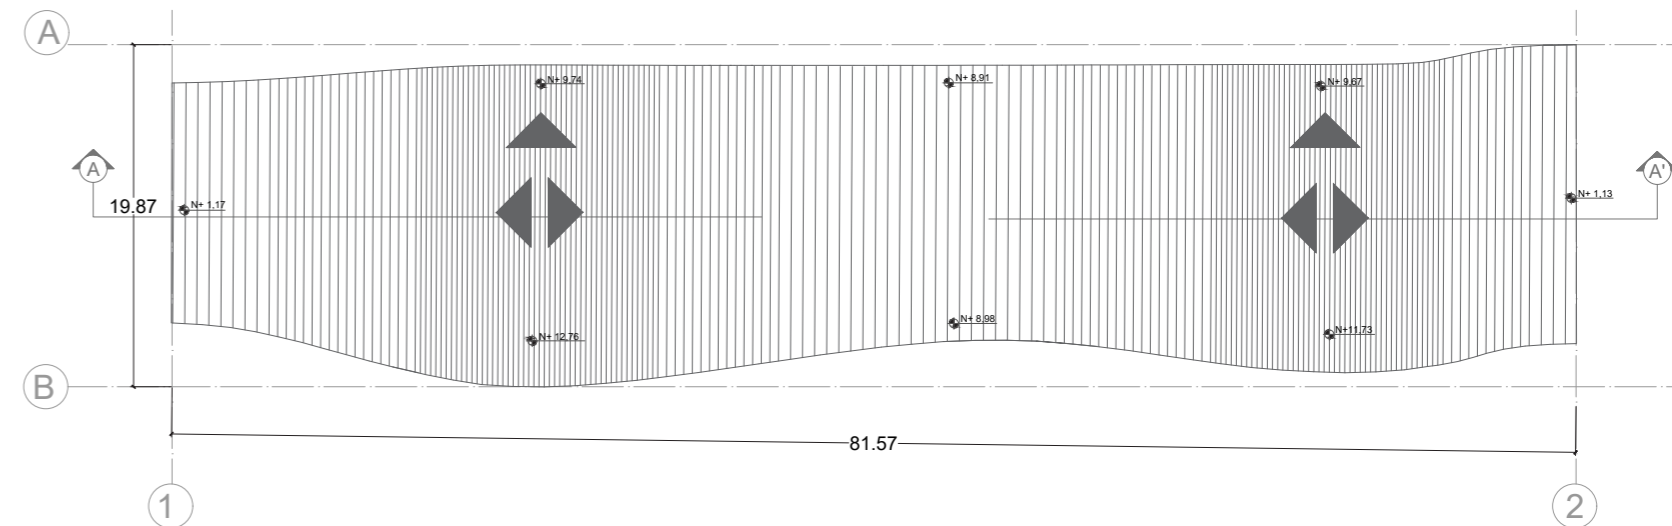 A
N+ 9,74
N+ 8,91
N+ 9,67
A
A'
19.87
N+ 1,17
N+ 1,13
N+ 12,76
N+ 8,98
N+11,73
B
81.57
1
2